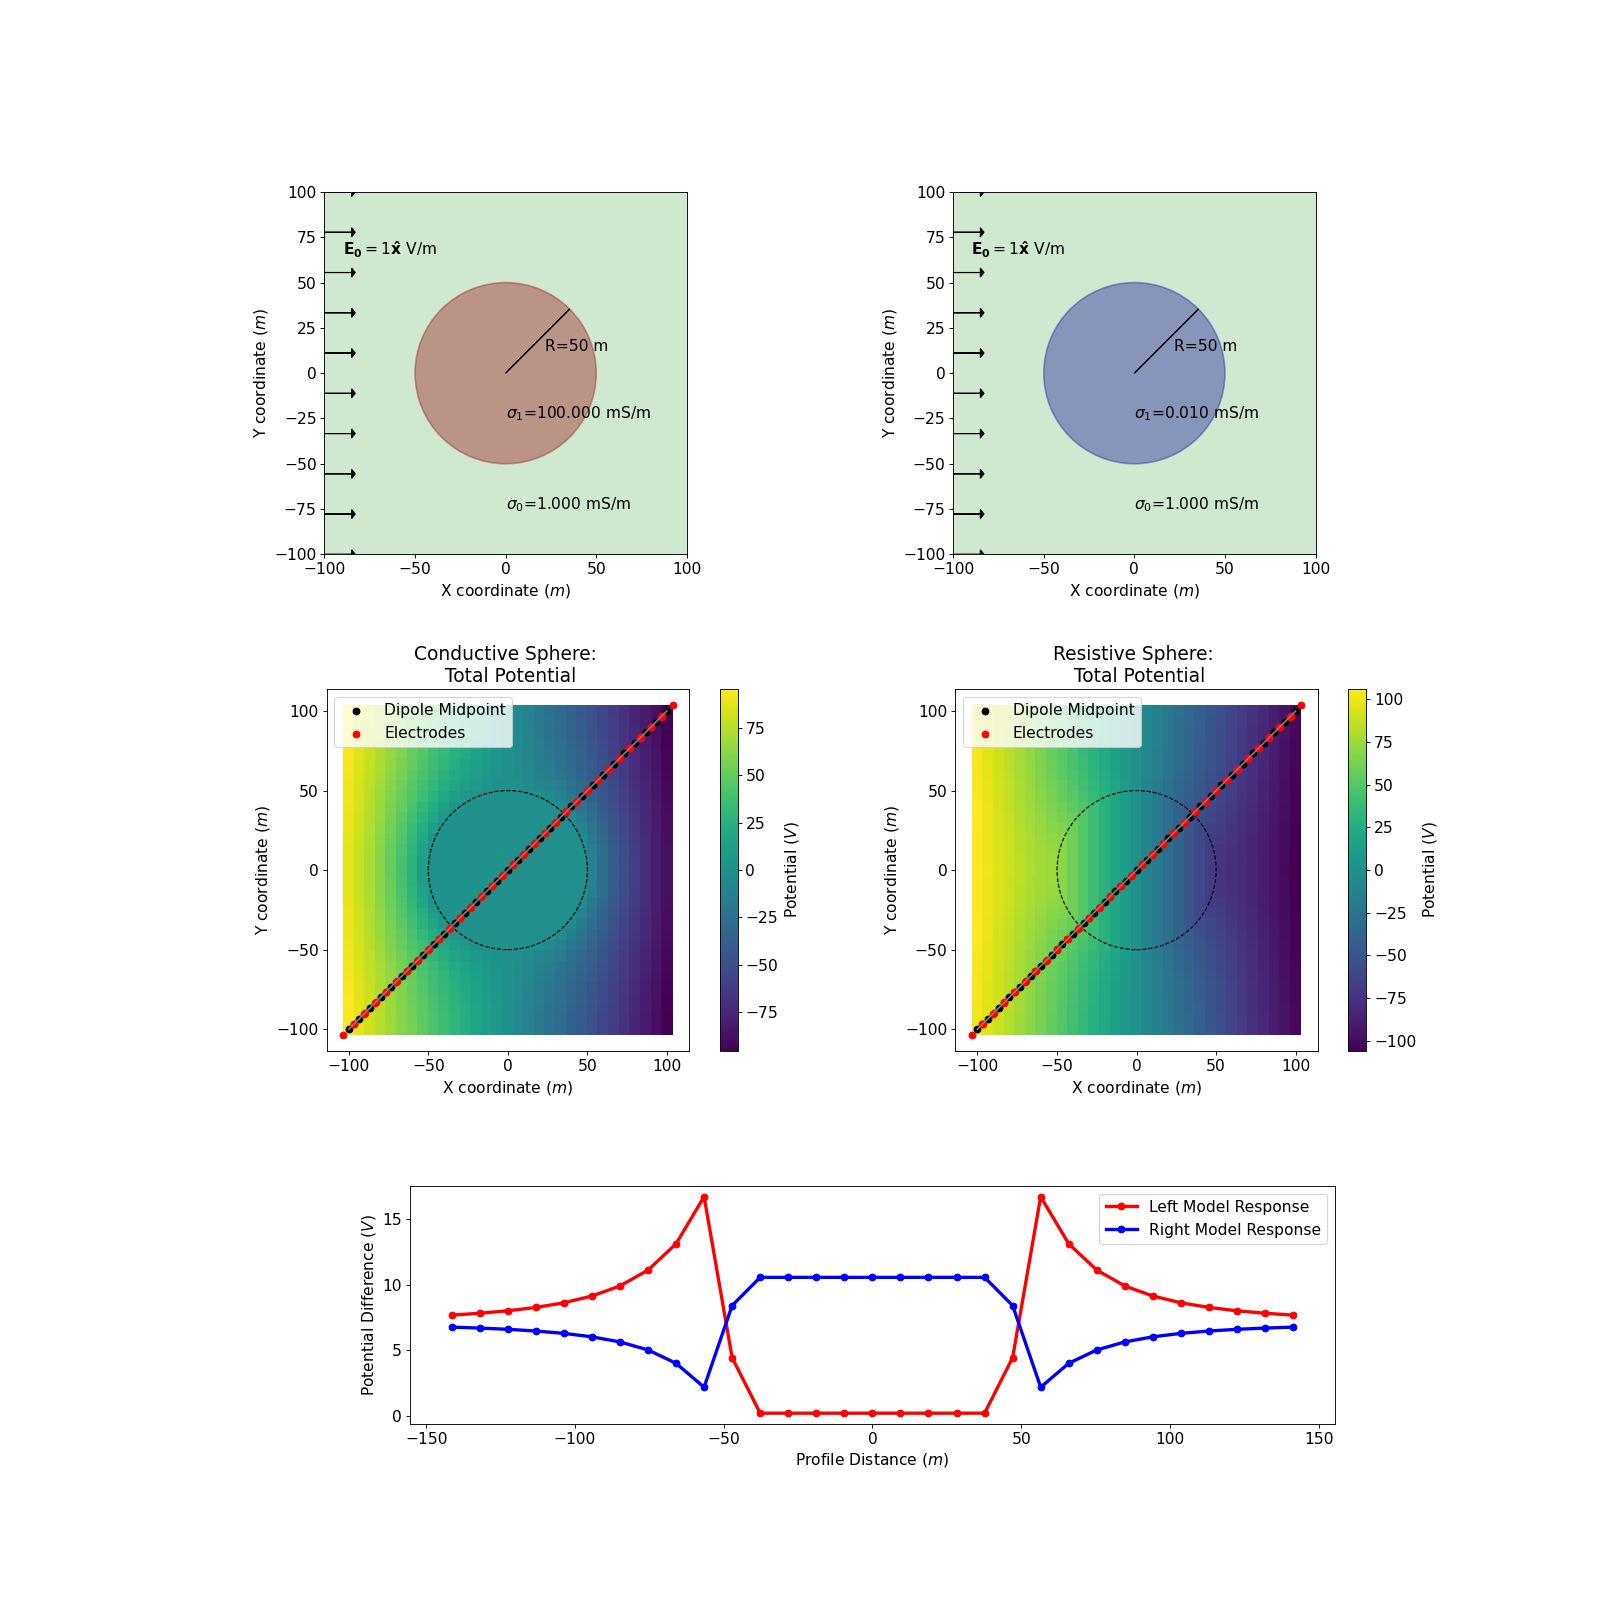 100
75
50
25
0
−25
−50
−75
−100
Y coordinate (m)
E₀ = 1x̂ V/m
R=50 m
σ₁=100.000 mS/m
σ₀=1.000 mS/m
−100 −50 0 50 100
X coordinate (m)
100
75
50
25
0
−25
−50
−75
−100
Y coordinate (m)
E₀ = 1x̂ V/m
R=50 m
σ₁=0.010 mS/m
σ₀=1.000 mS/m
−100 −50 0 50 100
X coordinate (m)
Conductive Sphere:
Total Potential
Dipole Midpoint
Electrodes
100
50
0
−50
−100
Y coordinate (m)
−100 −50 0 50 100
X coordinate (m)
75
50
25
0
−25
−50
−75
Potential (V)
Resistive Sphere:
Total Potential
Dipole Midpoint
Electrodes
100
50
0
−50
−100
Y coordinate (m)
−100 −50 0 50 100
X coordinate (m)
100
75
50
25
0
−25
−50
−75
−100
Potential (V)
Left Model Response
Right Model Response
15
10
5
0
Potential Difference (V)
−150 −100 −50 0 50 100 150
Profile Distance (m)